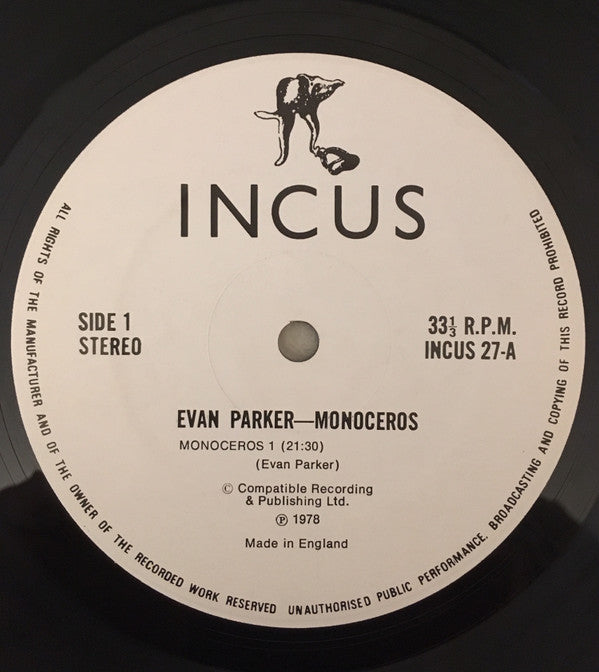 INCUS
SIDE 1
STEREO
33⅓ R.P.M.
INCUS 27-A
EVAN PARKER—MONOCEROS
MONOCEROS 1 (21:30)
(Evan Parker)
© Compatible Recording
& Publishing Ltd.
℗ 1978
Made in England
ALL RIGHTS OF THE MANUFACTURER AND OF THE OWNER OF THE RECORDED WORK RESERVED UNAUTHORISED PUBLIC PERFORMANCE. BROADCASTING AND COPYING OF THIS RECORD PROHIBITED